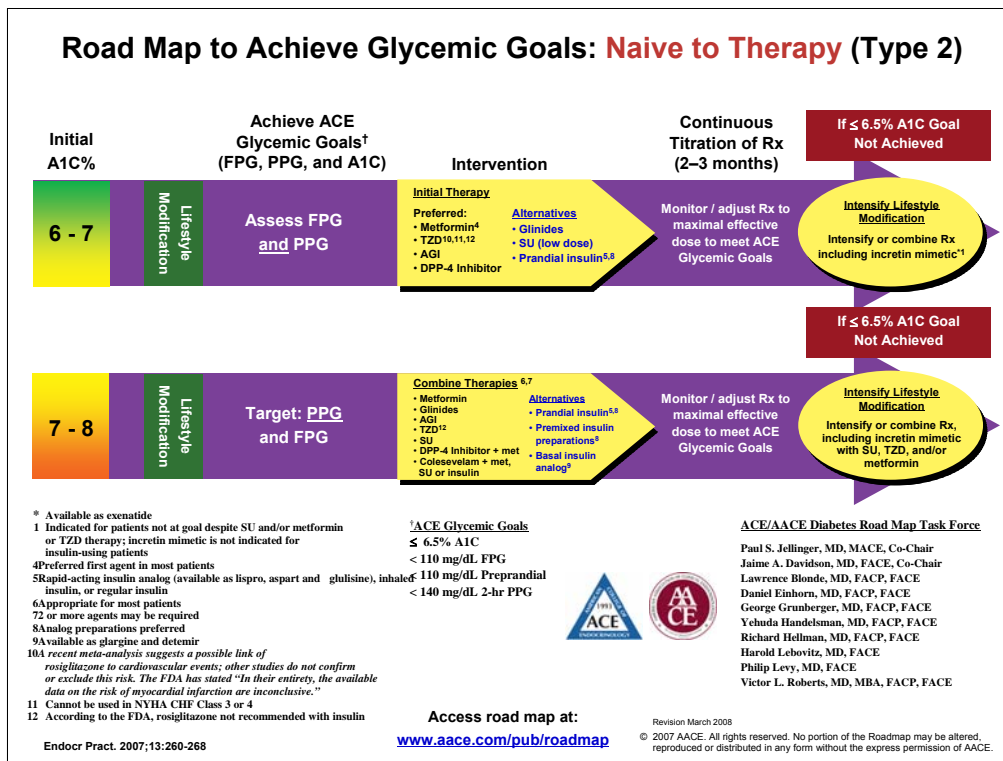 Road Map to Achieve Glycemic Goals: Naive to Therapy (Type 2)
Initial
A1C%
Achieve ACE
Glycemic Goals†
(FPG, PPG, and A1C)
Intervention
Continuous
Titration of Rx
(2–3 months)
If ≤ 6.5% A1C Goal
Not Achieved
6 - 7
Lifestyle
Modification
Assess FPG
and PPG
Initial Therapy
Preferred:
• Metformin4
• TZD10,11,12
• AGI
• DPP-4 Inhibitor
Alternatives
• Glinides
• SU (low dose)
• Prandial insulin5,8
Monitor / adjust Rx to
maximal effective
dose to meet ACE
Glycemic Goals
Intensify Lifestyle
Modification
Intensify or combine Rx
including incretin mimetic*1
If ≤ 6.5% A1C Goal
Not Achieved
7 - 8
Lifestyle
Modification
Target: PPG
and FPG
Combine Therapies 6,7
• Metformin
• Glinides
• AGI
• TZD12
• SU
• DPP-4 Inhibitor + met
• Colesevelam + met,
SU or insulin
Alternatives
• Prandial insulin5,8
• Premixed insulin
preparations8
• Basal insulin
analog9
Monitor / adjust Rx to
maximal effective
dose to meet ACE
Glycemic Goals
Intensify Lifestyle
Modification
Intensify or combine Rx,
including incretin mimetic
with SU, TZD, and/or
metformin
* Available as exenatide
1 Indicated for patients not at goal despite SU and/or metformin
or TZD therapy; incretin mimetic is not indicated for
insulin-using patients
4Preferred first agent in most patients
5Rapid-acting insulin analog (available as lispro, aspart and glulisine), inhaled
insulin, or regular insulin
6Appropriate for most patients
72 or more agents may be required
8Analog preparations preferred
9Available as glargine and detemir
10A recent meta-analysis suggests a possible link of
rosiglitazone to cardiovascular events; other studies do not confirm
or exclude this risk. The FDA has stated “In their entirety, the available
data on the risk of myocardial infarction are inconclusive.”
11 Cannot be used in NYHA CHF Class 3 or 4
12 According to the FDA, rosiglitazone not recommended with insulin
Endocr Pract. 2007;13:260-268
†ACE Glycemic Goals
≤ 6.5% A1C
< 110 mg/dL FPG
< 110 mg/dL Preprandial
< 140 mg/dL 2-hr PPG
1993
ACE
ENDOCRINOLOGY
AA
CE
Access road map at:
www.aace.com/pub/roadmap
ACE/AACE Diabetes Road Map Task Force
Paul S. Jellinger, MD, MACE, Co-Chair
Jaime A. Davidson, MD, FACE, Co-Chair
Lawrence Blonde, MD, FACP, FACE
Daniel Einhorn, MD, FACP, FACE
George Grunberger, MD, FACP, FACE
Yehuda Handelsman, MD, FACP, FACE
Richard Hellman, MD, FACP, FACE
Harold Lebovitz, MD, FACE
Philip Levy, MD, FACE
Victor L. Roberts, MD, MBA, FACP, FACE
Revision March 2008
© 2007 AACE. All rights reserved. No portion of the Roadmap may be altered,
reproduced or distributed in any form without the express permission of AACE.